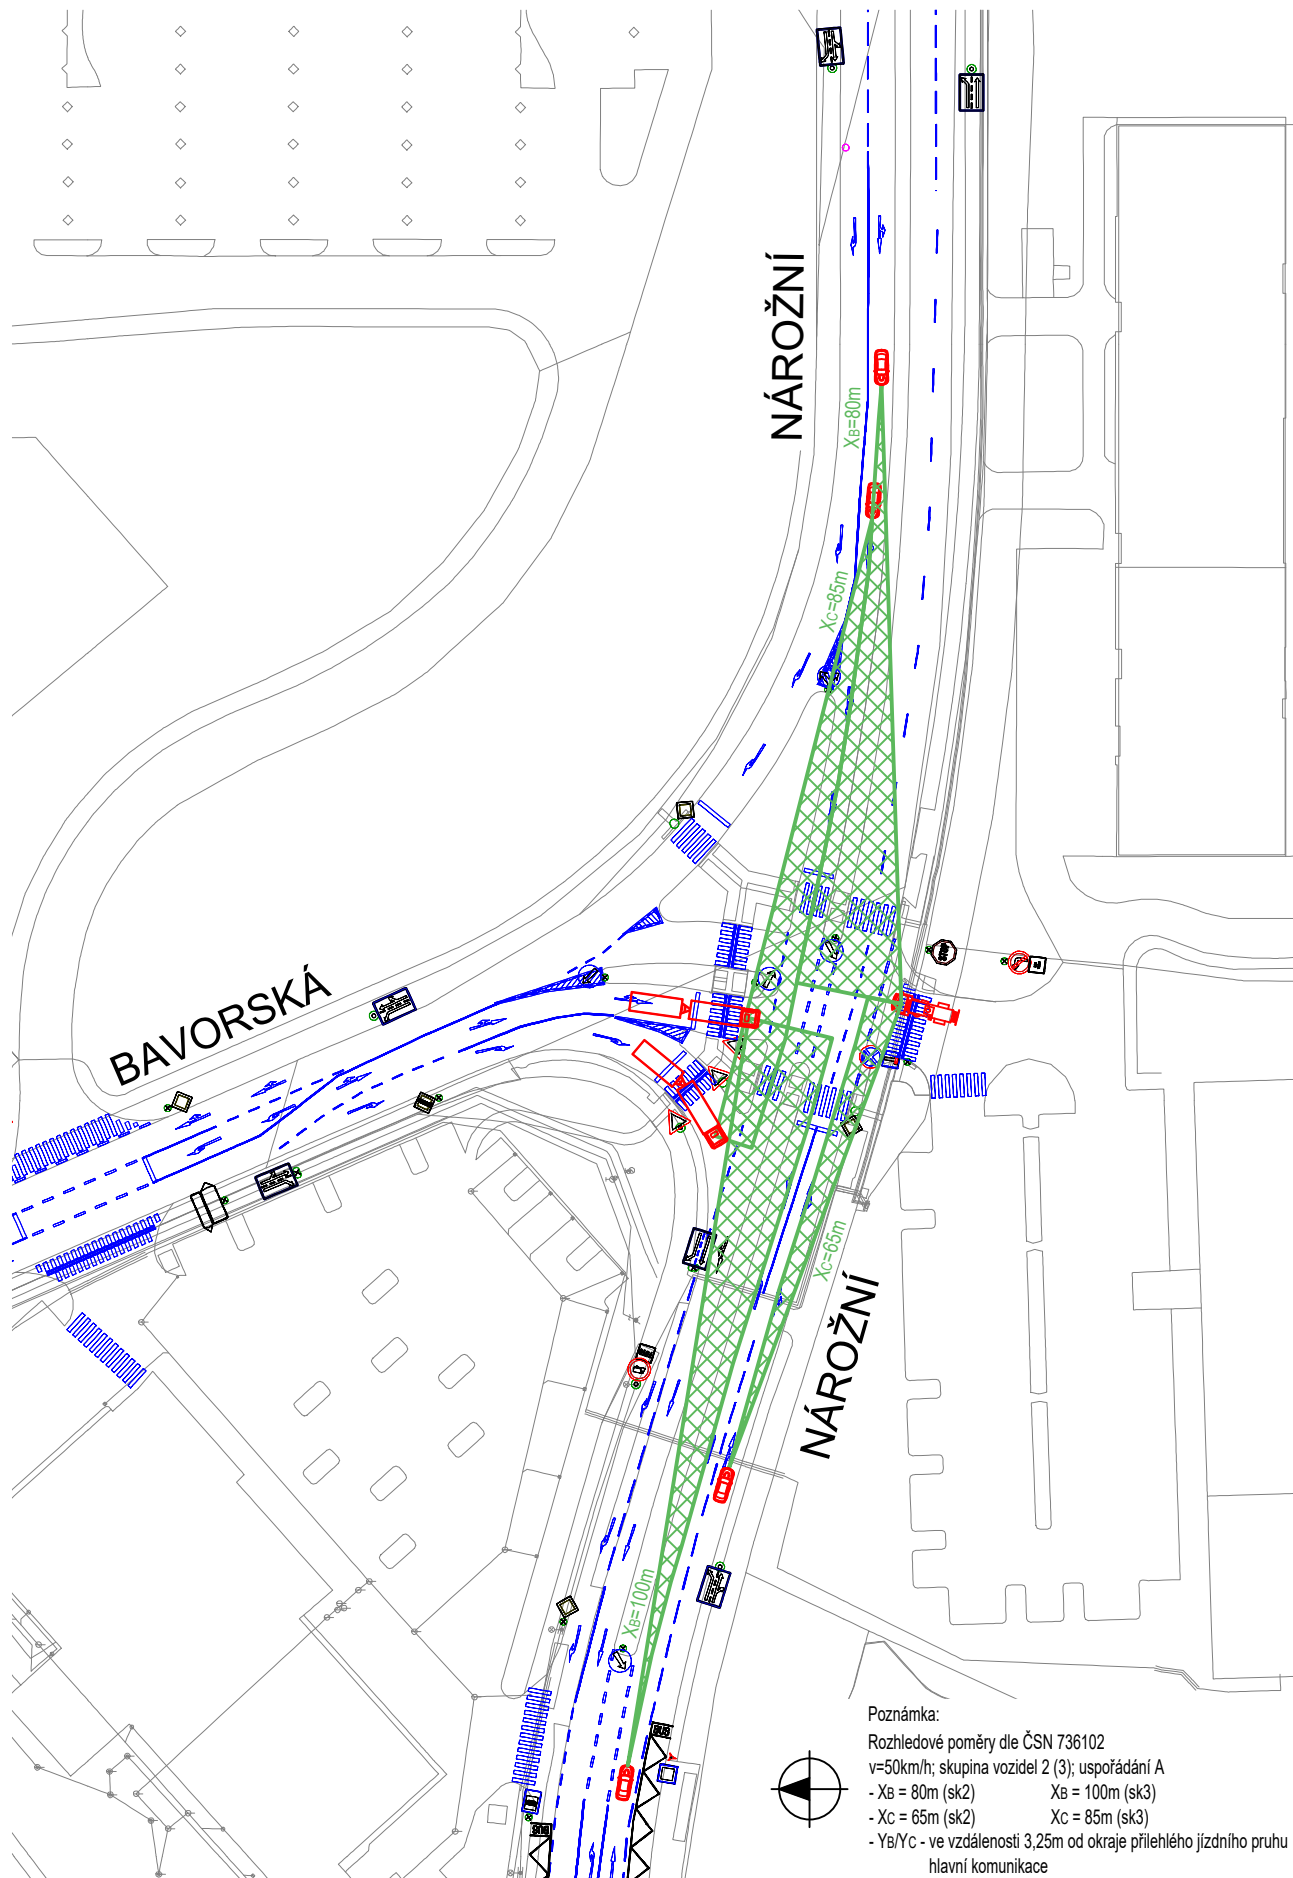 NÁROŽNÍ
XB=80m
XC=85m
BAVORSKÁ
XC=65m
NÁROŽNÍ
XB=100m
BUS
BUS
Poznámka:
Rozhledové poměry dle ČSN 736102
v=50km/h; skupina vozidel 2 (3); uspořádání A
- XB = 80m (sk2) XB = 100m (sk3)
- XC = 65m (sk2) XC = 85m (sk3)
- YB/YC - ve vzdálenosti 3,25m od okraje přilehlého jízdního pruhu
hlavní komunikace